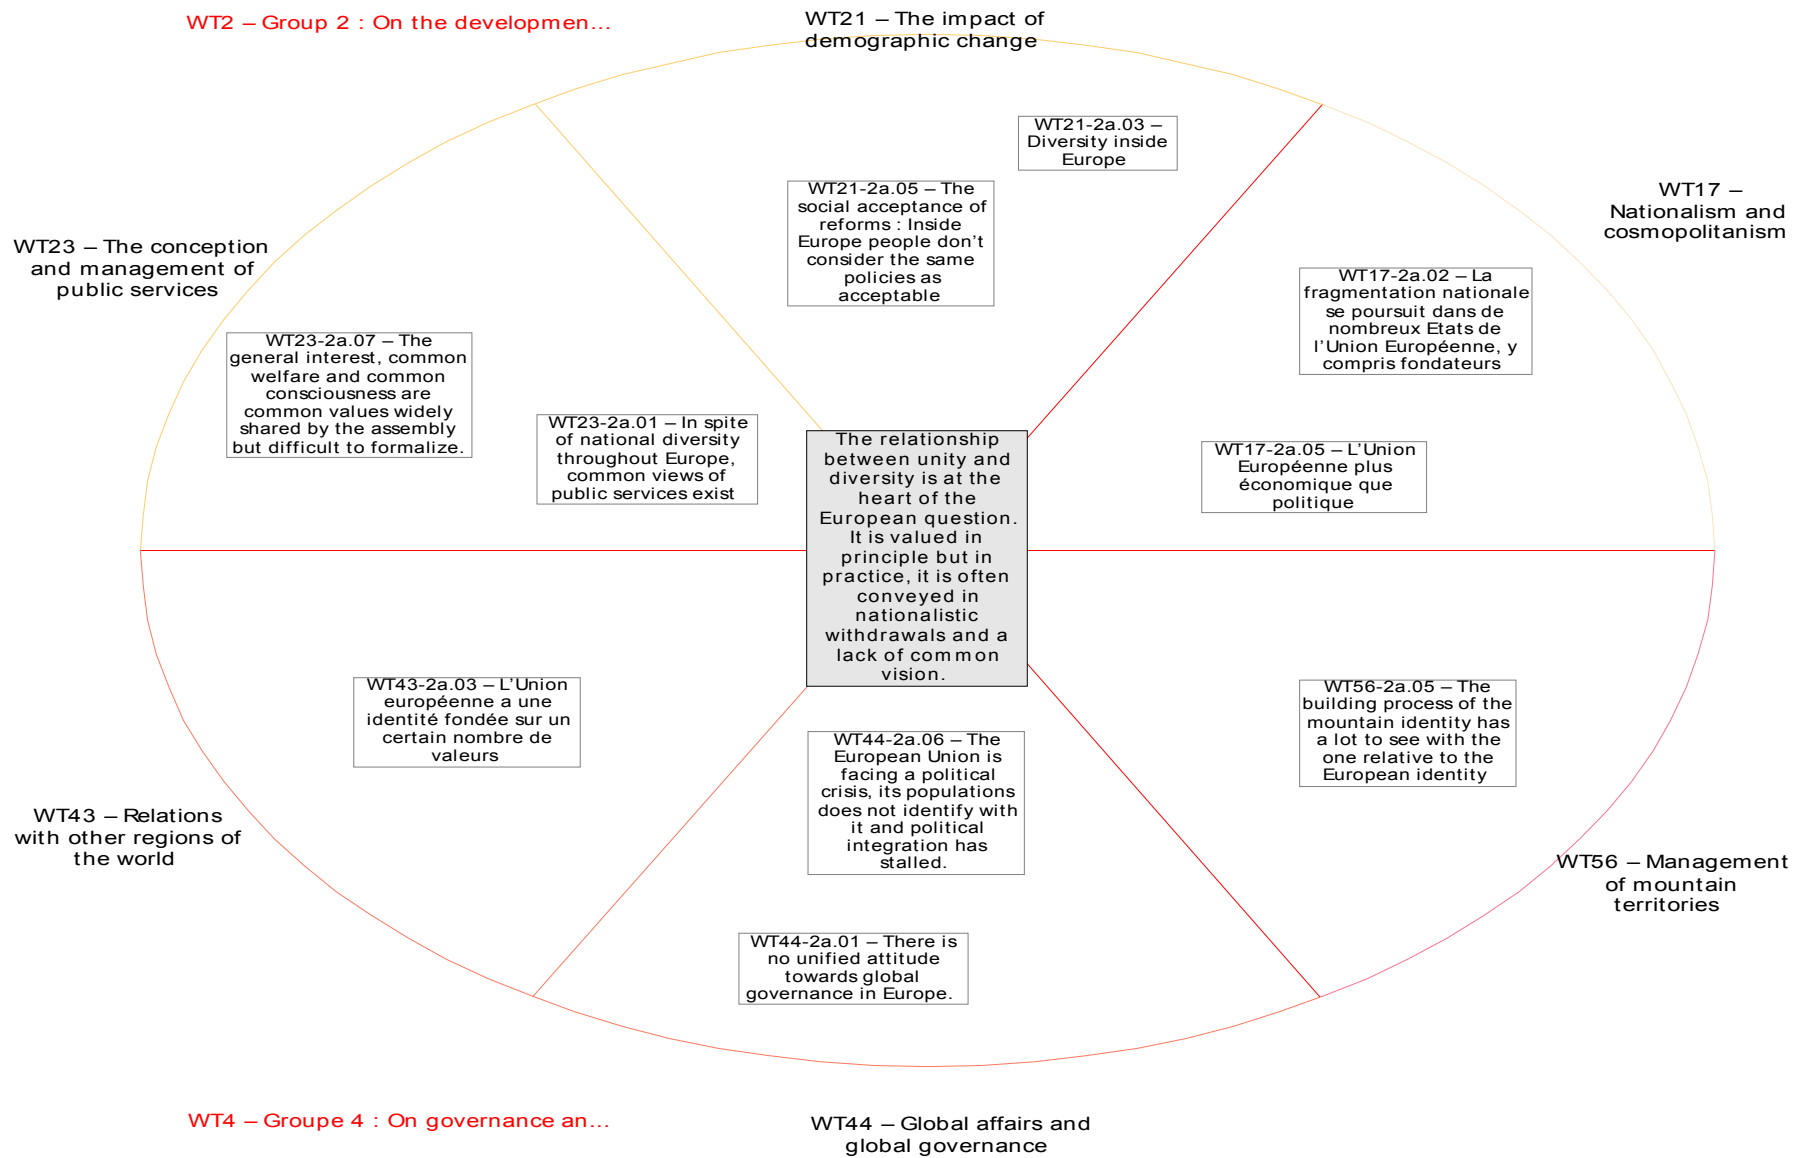 WT2 – Group 2 : On the developmen...
WT21 – The impact of
demographic change
WT21-2a.03 –
Diversity inside
Europe
WT21-2a.05 – The
social acceptance of
reforms : Inside
Europe people don't
consider the same
policies as
acceptable
WT17 –
Nationalism and
cosmopolitanism
WT17-2a.02 – La
fragmentation nationale
se poursuit dans de
nombreux Etats de
l'Union Européenne, y
compris fondateurs
WT17-2a.05 – L'Union
Européenne plus
économique que
politique
WT23 – The conception
and management of
public services
WT23-2a.07 – The
general interest, common
welfare and common
consciousness are
common values widely
shared by the assembly
but difficult to formalize.
WT23-2a.01 – In spite
of national diversity
throughout Europe,
common views of
public services exist
The relationship
between unity and
diversity is at the
heart of the
European question.
It is valued in
principle but in
practice, it is often
conveyed in
nationalistic
withdrawals and a
lack of common
vision.
WT43-2a.03 – L'Union
européenne a une
identité fondée sur un
certain nombre de
valeurs
WT43 – Relations
with other regions of
the world
WT44-2a.06 – The
European Union is
facing a political
crisis, its populations
does not identify with
it and political
integration has
stalled.
WT44-2a.01 – There is
no unified attitude
towards global
governance in Europe.
WT56-2a.05 – The
building process of the
mountain identity has
a lot to see with the
one relative to the
European identity
WT56 – Management
of mountain
territories
WT4 – Groupe 4 : On governance an...
WT44 – Global affairs and
global governance